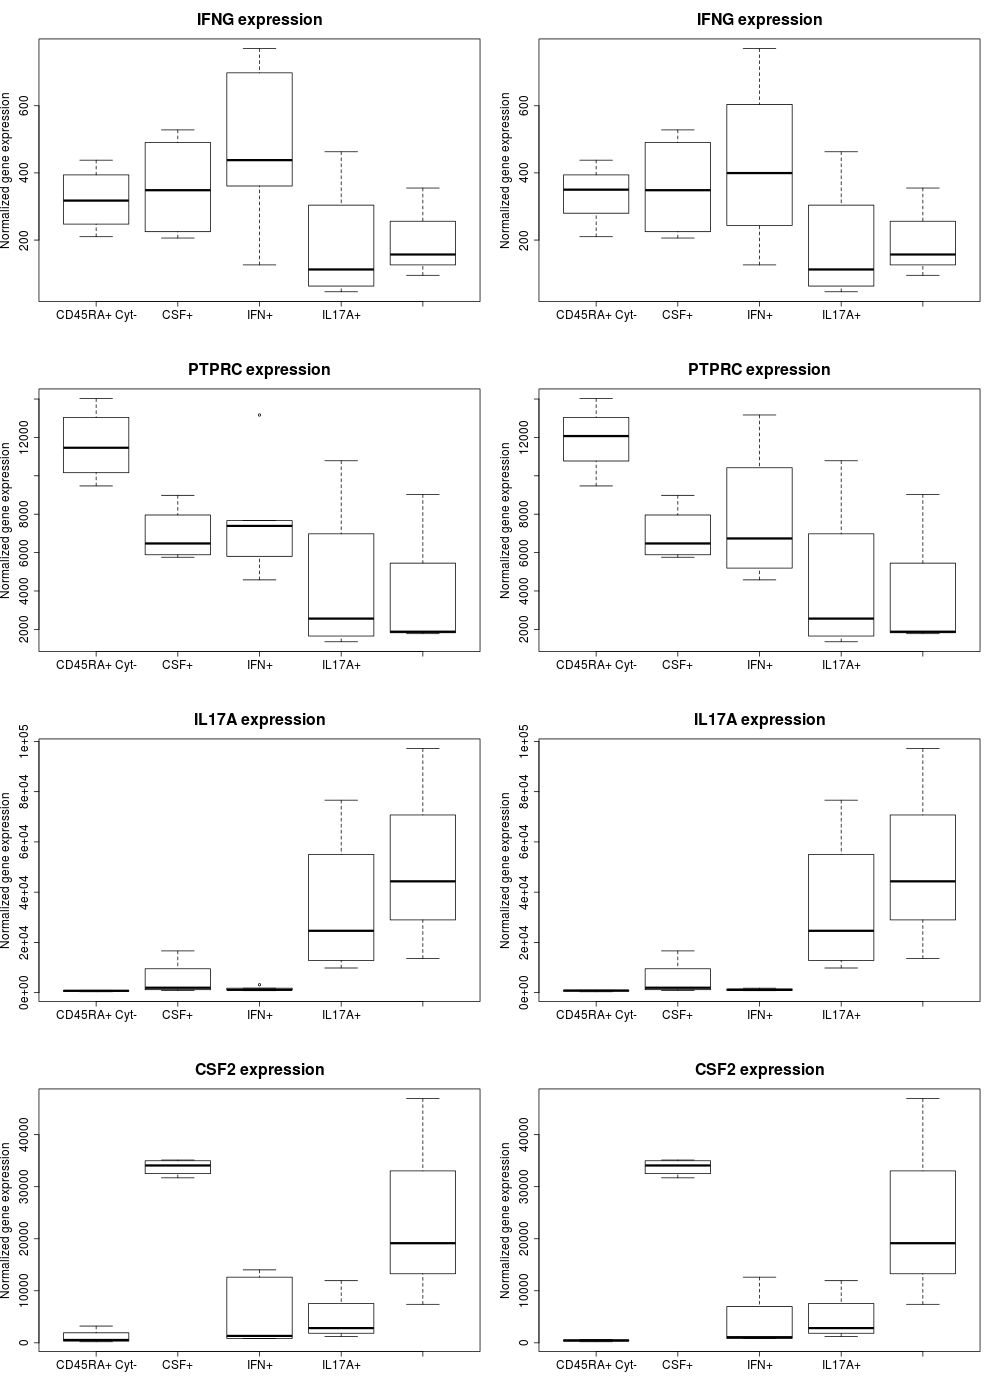 IFNG expression IFNG expression
Normalized gene expression
200 400 600
CD45RA+ Cyt- CSF+ IFN+ IL17A+
Normalized gene expression
200 400 600
CD45RA+ Cyt- CSF+ IFN+ IL17A+
PTPRC expression PTPRC expression
Normalized gene expression
2000 4000 6000 8000 12000
CD45RA+ Cyt- CSF+ IFN+ IL17A+
Normalized gene expression
2000 4000 6000 8000 12000
CD45RA+ Cyt- CSF+ IFN+ IL17A+
IL17A expression IL17A expression
Normalized gene expression
0e+00 2e+04 4e+04 6e+04 8e+04 1e+05
CD45RA+ Cyt- CSF+ IFN+ IL17A+
Normalized gene expression
0e+00 2e+04 4e+04 6e+04 8e+04 1e+05
CD45RA+ Cyt- CSF+ IFN+ IL17A+
CSF2 expression CSF2 expression
Normalized gene expression
0 10000 20000 30000 40000
CD45RA+ Cyt- CSF+ IFN+ IL17A+
Normalized gene expression
0 10000 20000 30000 40000
CD45RA+ Cyt- CSF+ IFN+ IL17A+